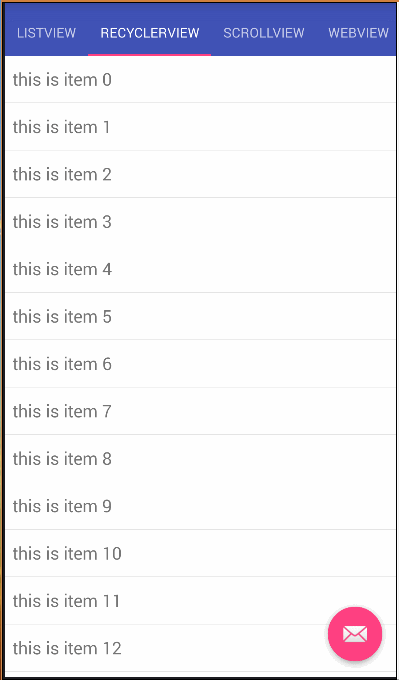 LISTVIEW RECYCLERVIEW SCROLLVIEW WEBVIEW
this is item 0
this is item 1
this is item 2
this is item 3
this is item 4
this is item 5
this is item 6
this is item 7
this is item 8
this is item 9
this is item 10
this is item 11
this is item 12